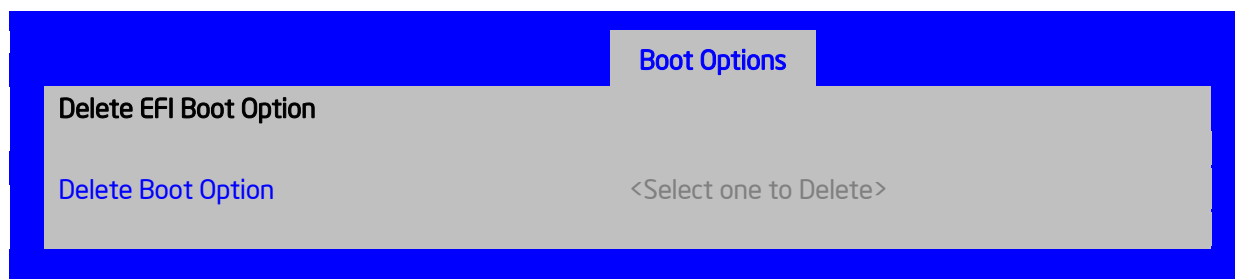 Boot Options
Delete EFI Boot Option
Delete Boot Option <Select one to Delete>